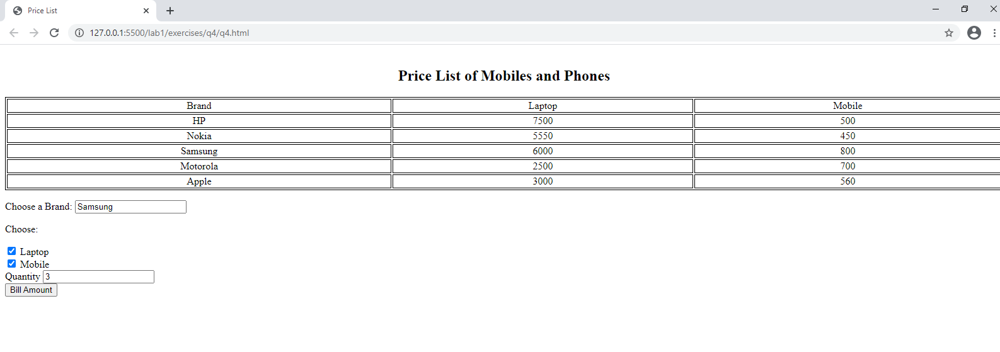 Price List
127.0.0.1:5500/lab1/exercises/q4/q4.html
Price List of Mobiles and Phones
Brand Laptop Mobile
HP 7500 500
Nokia 5550 450
Samsung 6000 800
Motorola 2500 700
Apple 3000 560
Choose a Brand: Samsung
Choose:
Laptop
Mobile
Quantity 3
Bill Amount